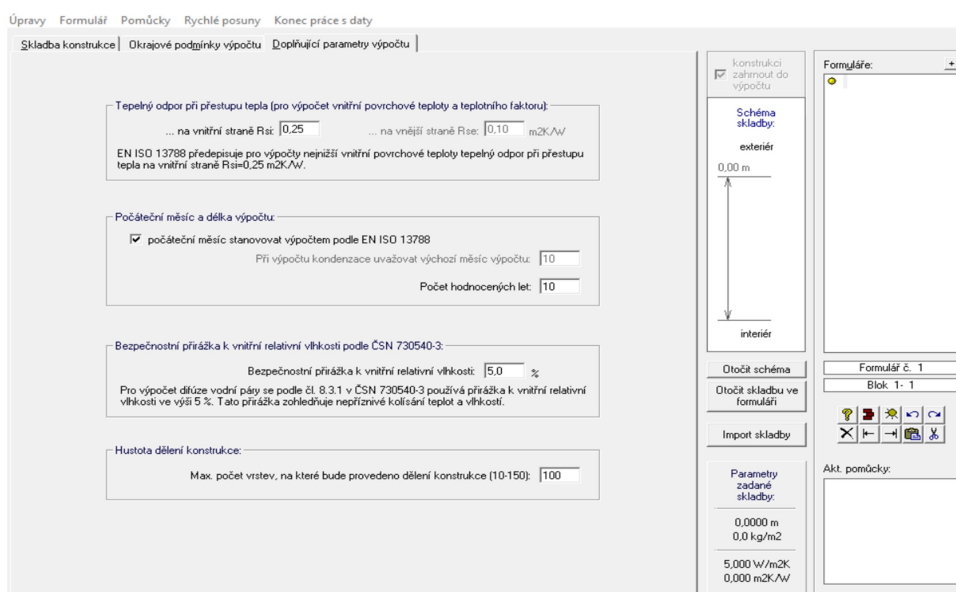 Úpravy Formulář Pomůcky Rychlé posuny Konec práce s daty
Skladba konstrukce Okrajové podmínky výpočtu Doplňující parametry výpočtu
Tepelný odpor při přestupu tepla (pro výpočet vnitřní povrchové teploty a teplotního faktoru):
... na vnitřní straně Rsi: 0,25 ... na vnější straně Rse: 0,10 m2K/W
EN ISO 13788 předepisuje pro výpočty nejnižší vnitřní povrchové teploty tepelný odpor při přestupu
tepla na vnitřní straně Rsi=0,25 m2K/W.
Počáteční měsíc a délka výpočtu:
počáteční měsíc stanovovat výpočtem podle EN ISO 13788
Při výpočtu kondenzace uvažovat výchozí měsíc výpočtu: 10
Počet hodnocených let: 10
Bezpečnostní přirážka k vnitřní relativní vlhkosti podle ČSN 730540-3:
Bezpečnostní přirážka k vnitřní relativní vlhkosti: 5,0 %
Pro výpočet difúze vodní páry se podle čl. 8.3.1 v ČSN 730540-3 používá přirážka k vnitřní relativní
vlhkosti ve výši 5 %. Tato přirážka zohledňuje nepříznivé kolísání teplot a vlhkostí.
Hustota dělení konstrukce:
Max. počet vrstev, na které bude provedeno dělení konstrukce (10-150): 100
konstrukci
zahrnout do
výpočtu
Schéma
skladby:
exteriér
0,00 m
interiér
Otočit schéma
Otočit skladbu ve
formuláři
Import skladby
Parametry
zadané
skladby:
0,0000 m
0,0 kg/m2
5,000 W/m2K
0,000 m2K/W
Formuláře: +
Formulář č. 1
Blok 1- 1
?
Akt. pomůcky: